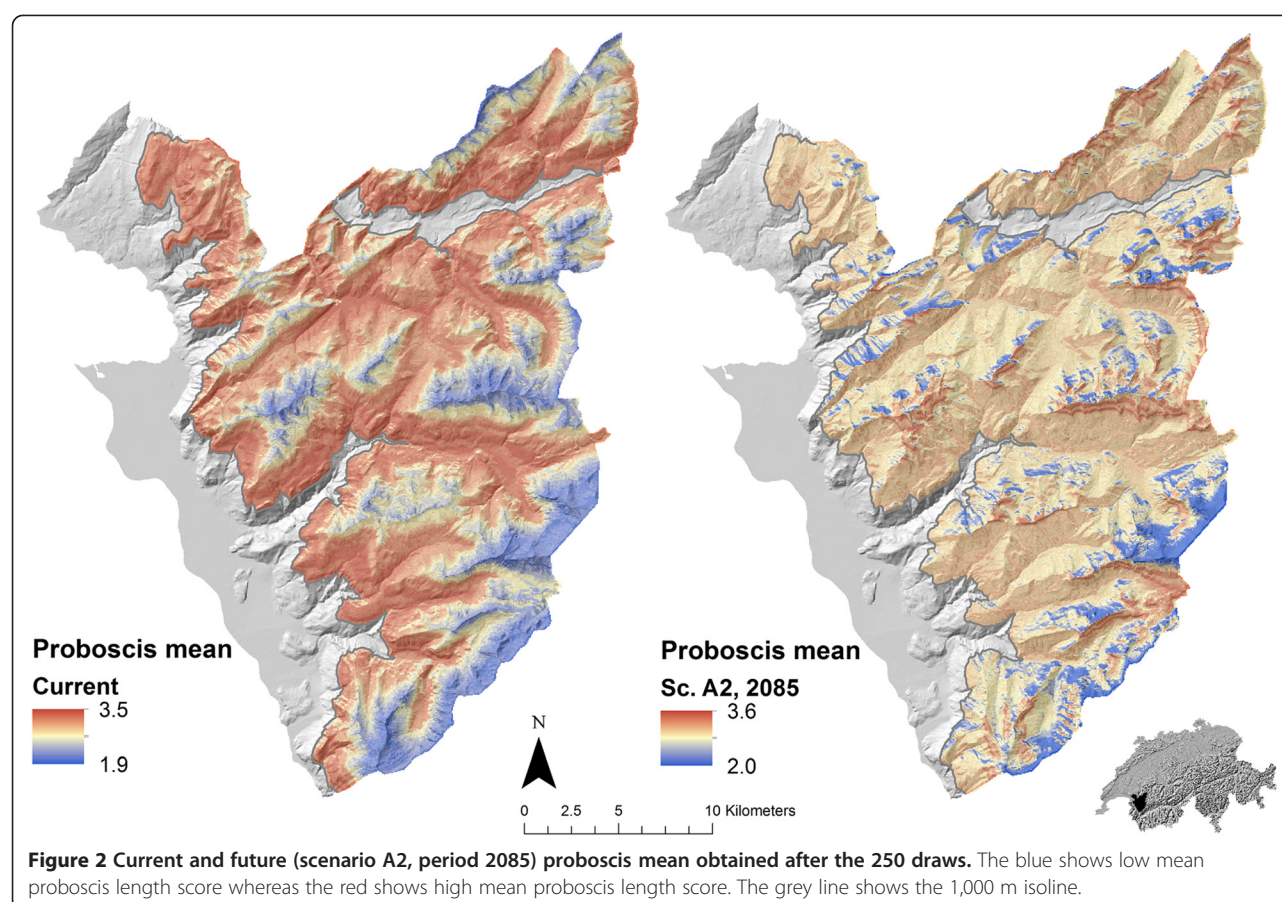 Proboscis mean
Current
3.5
1.9
N
0 2.5 5 10 Kilometers
Proboscis mean
Sc. A2, 2085
3.6
2.0
Figure 2 Current and future (scenario A2, period 2085) proboscis mean obtained after the 250 draws. The blue shows low mean
proboscis length score whereas the red shows high mean proboscis length score. The grey line shows the 1,000 m isoline.